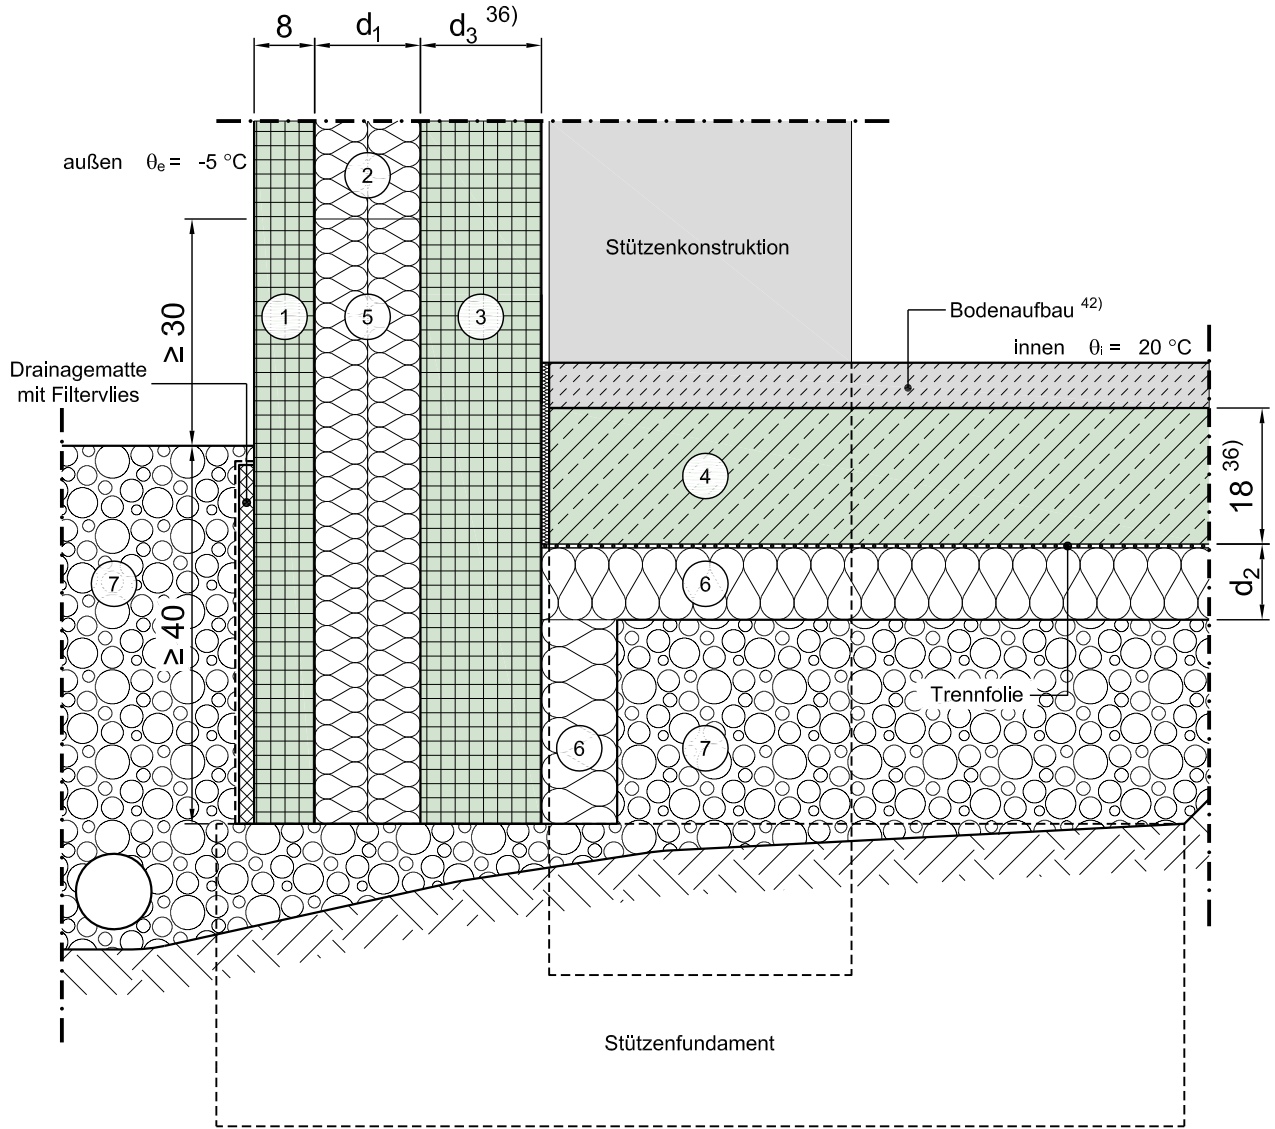 8 d₁ d₃ ³⁶⁾
außen θₑ = -5 °C
2
Stützenkonstruktion
≥ 30
1 5 3
Bodenaufbau ⁴²⁾
innen θᵢ = 20 °C
Drainagematte
mit Filtervlies
4
18 ³⁶⁾
7
≥ 40
6
d₂
Trennfolie
6
7
Stützenfundament